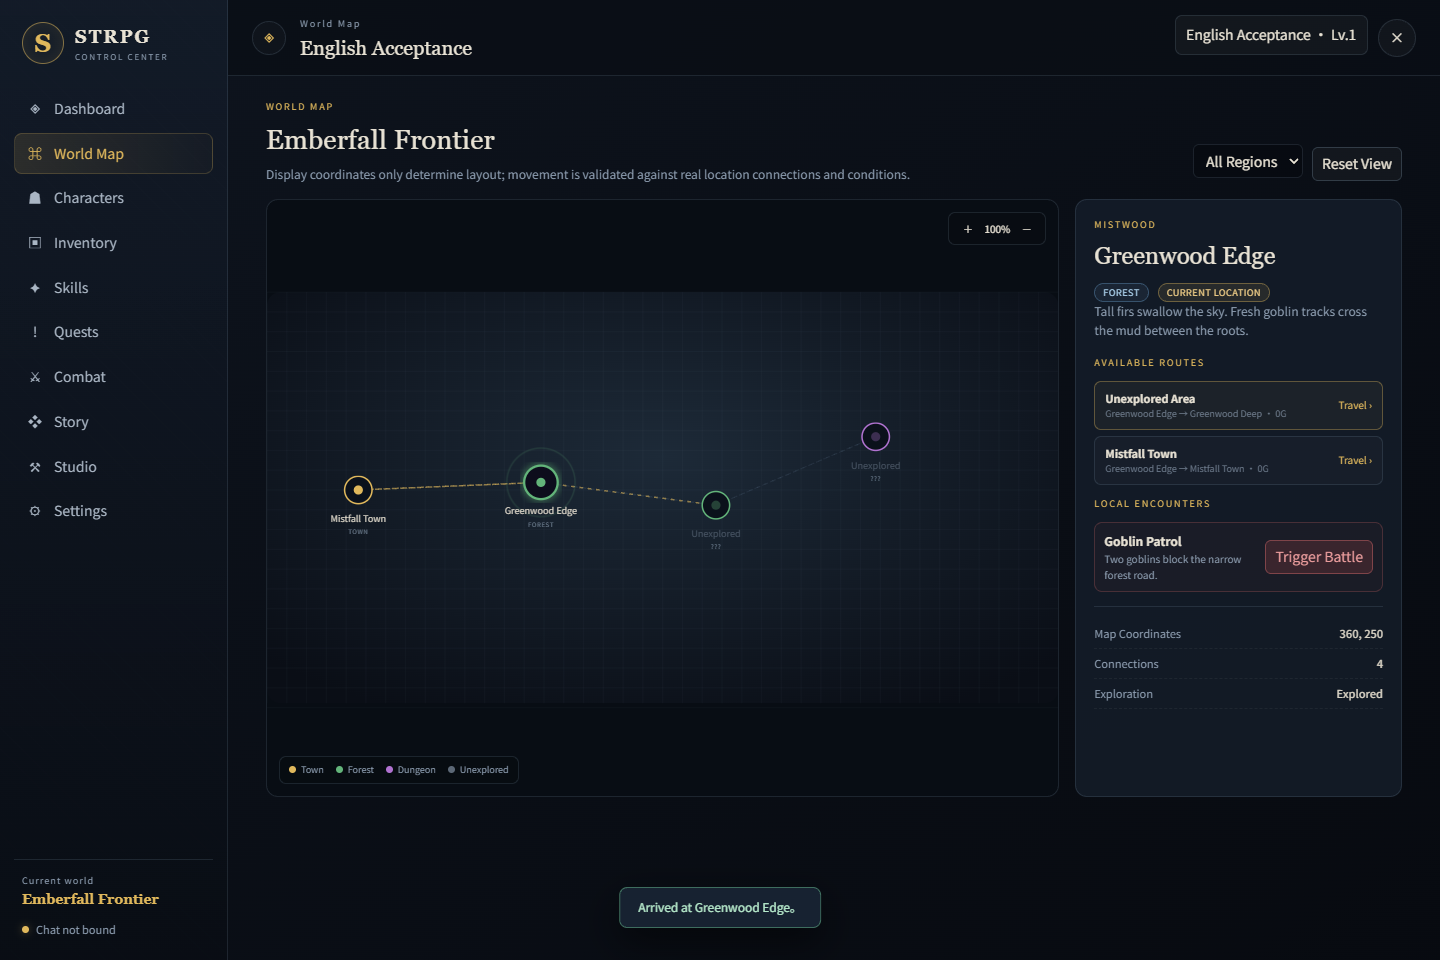 S
STRPG
CONTROL CENTER
Dashboard
World Map
Characters
Inventory
Skills
! Quests
Combat
Story
Studio
Settings
Current world
Emberfall Frontier
Chat not bound
World Map
English Acceptance
English Acceptance • Lv.1
×
WORLD MAP
Emberfall Frontier
Display coordinates only determine layout; movement is validated against real location connections and conditions.
All Regions
Reset View
+ 100% −
Mistfall Town
TOWN
Greenwood Edge
FOREST
Unexplored
???
Unexplored
???
Town Forest Dungeon Unexplored
MISTWOOD
Greenwood Edge
FOREST CURRENT LOCATION
Tall firs swallow the sky. Fresh goblin tracks cross
the mud between the roots.
AVAILABLE ROUTES
Unexplored Area
Greenwood Edge → Greenwood Deep • 0G
Travel ›
Mistfall Town
Greenwood Edge → Mistfall Town • 0G
Travel ›
LOCAL ENCOUNTERS
Goblin Patrol
Two goblins block the narrow
forest road.
Trigger Battle
Map Coordinates 360, 250
Connections 4
Exploration Explored
Arrived at Greenwood Edge。